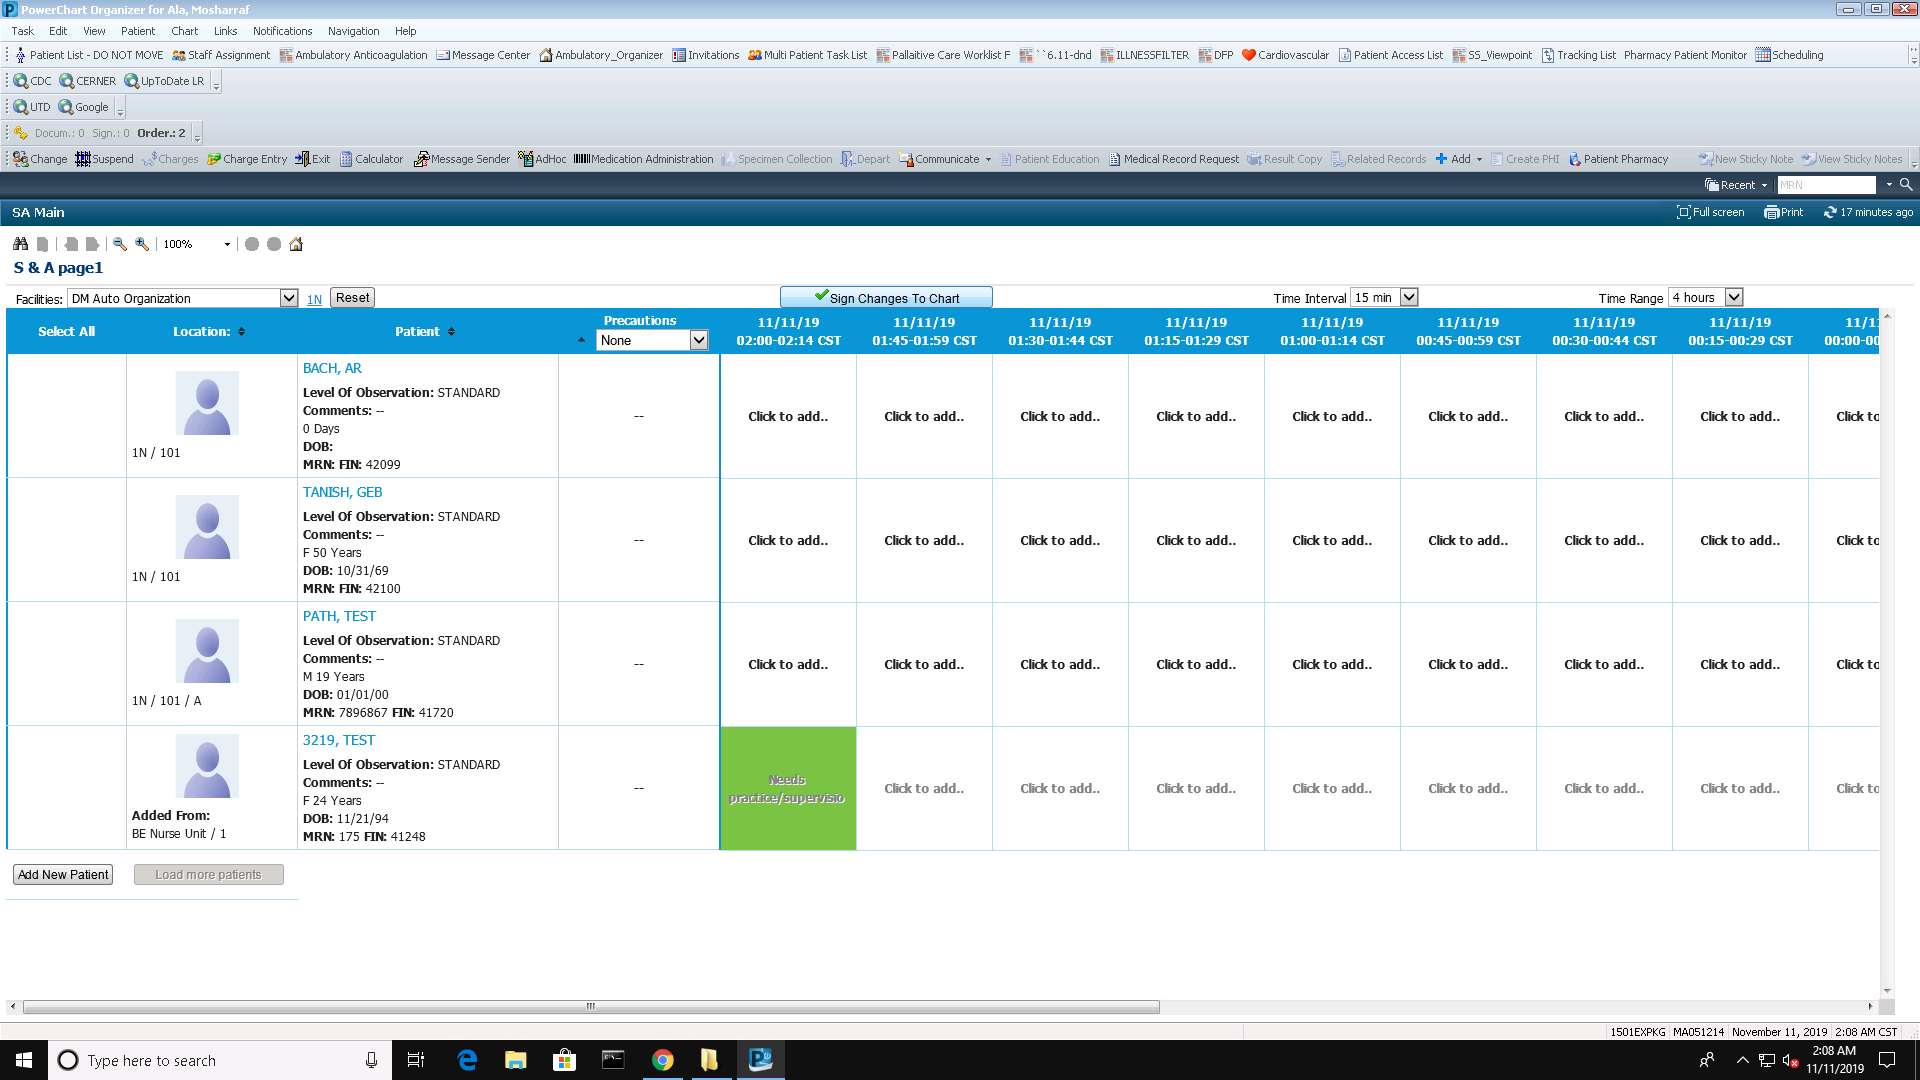 PowerChart Organizer for Ala, Mosharraf
Task Edit View Patient Chart Links Notifications Navigation Help
Patient List - DO NOT MOVE Staff Assignment Ambulatory Anticoagulation Message Center Ambulatory_Organizer Invitations Multi Patient Task List Pallaitive Care Worklist F ``6.11-dnd ILLNESSFILTER DFP Cardiovascular Patient Access List SS_Viewpoint Tracking List Pharmacy Patient Monitor Scheduling
CDC CERNER UpToDate LR
UTD Google
Docum.: 0 Sign.: 0 Order.: 2
Change Suspend Charges Charge Entry Exit Calculator Message Sender AdHoc Medication Administration Specimen Collection Depart Communicate Patient Education Medical Record Request Result Copy Related Records Add Create PHI Patient Pharmacy New Sticky Note View Sticky Notes
Recent MRN
SA Main Full screen Print 17 minutes ago
100%
S & A page1
Facilities: DM Auto Organization 1N Reset Sign Changes To Chart Time Interval 15 min Time Range 4 hours
Select All Location: Patient Precautions None
11/11/19 11/11/19 11/11/19 11/11/19 11/11/19 11/11/19 11/11/19 11/11/19 11/1
02:00-02:14 CST 01:45-01:59 CST 01:30-01:44 CST 01:15-01:29 CST 01:00-01:14 CST 00:45-00:59 CST 00:30-00:44 CST 00:15-00:29 CST 00:00-00
BACH, AR
Level Of Observation: STANDARD
Comments: --
0 Days
DOB:
MRN: FIN: 42099
1N / 101
-- Click to add.. Click to add.. Click to add.. Click to add.. Click to add.. Click to add.. Click to add.. Click to add.. Click to
TANISH, GEB
Level Of Observation: STANDARD
Comments: --
F 50 Years
DOB: 10/31/69
MRN: FIN: 42100
1N / 101
-- Click to add.. Click to add.. Click to add.. Click to add.. Click to add.. Click to add.. Click to add.. Click to add.. Click to
PATH, TEST
Level Of Observation: STANDARD
Comments: --
M 19 Years
DOB: 01/01/00
MRN: 7896867 FIN: 41720
1N / 101 / A
-- Click to add.. Click to add.. Click to add.. Click to add.. Click to add.. Click to add.. Click to add.. Click to add.. Click to
3219, TEST
Level Of Observation: STANDARD
Comments: --
F 24 Years
DOB: 11/21/94
MRN: 175 FIN: 41248
Added From:
BE Nurse Unit / 1
-- Needs
practice/supervisio
Click to add.. Click to add.. Click to add.. Click to add.. Click to add.. Click to add.. Click to add.. Click to
Add New Patient Load more patients
1501EXPKG MA051214 November 11, 2019 2:08 AM CST
Type here to search
2:08 AM
11/11/2019